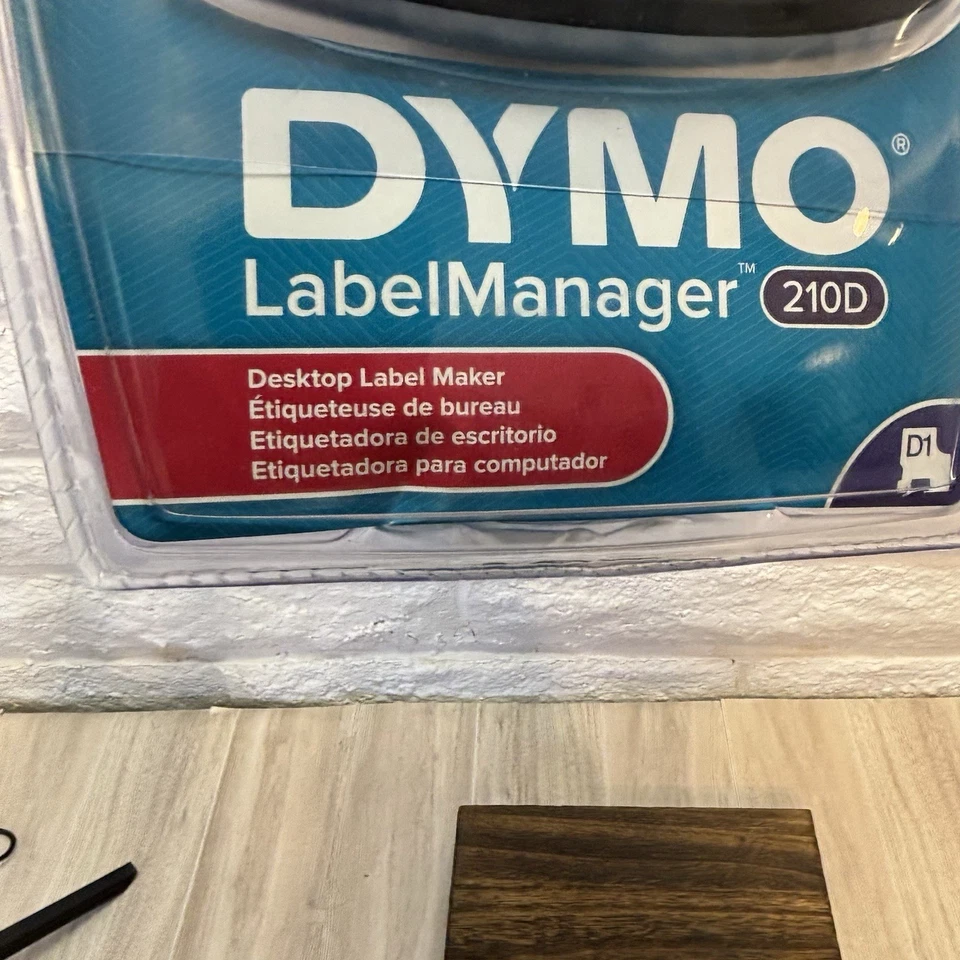 DYMO®
LabelManager™ 210D
Desktop Label Maker
Étiqueteuse de bureau
Etiquetadora de escritorio
Etiquetadora para computador
D1